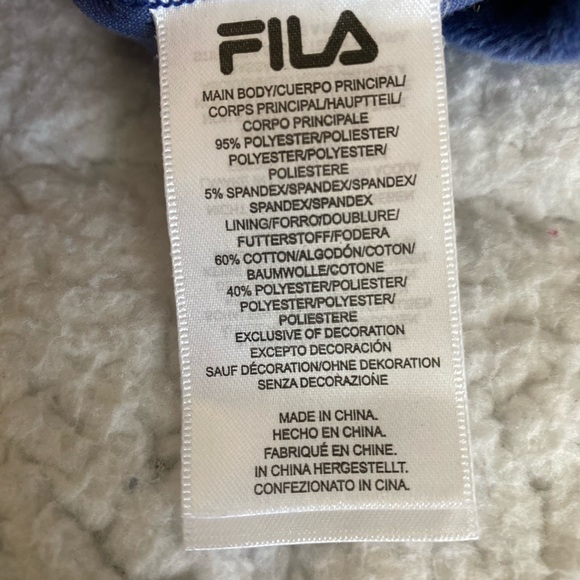 FILA
MAIN BODY/CUERPO PRINCIPAL/
CORPS PRINCIPAL/HAUPTTEIL/
CORPO PRINCIPALE
95% POLYESTER/POLIESTER/
POLYESTER/POLYESTER/
POLIESTERE
5% SPANDEX/SPANDEX/SPANDEX/
SPANDEX/SPANDEX
LINING/FORRO/DOUBLURE/
FUTTERSTOFF/FODERA
60% COTTON/ALGODÓN/COTON/
BAUMWOLLE/COTONE
40% POLYESTER/POLIESTER/
POLYESTER/POLYESTER/
POLIESTERE
EXCLUSIVE OF DECORATION
EXCEPTO DECORACIÓN
SAUF DÉCORATION/OHNE DEKORATION
SENZA DECORAZIONE
MADE IN CHINA.
HECHO EN CHINA.
FABRIQUÉ EN CHINE.
IN CHINA HERGESTELLT.
CONFEZIONATO IN CINA.